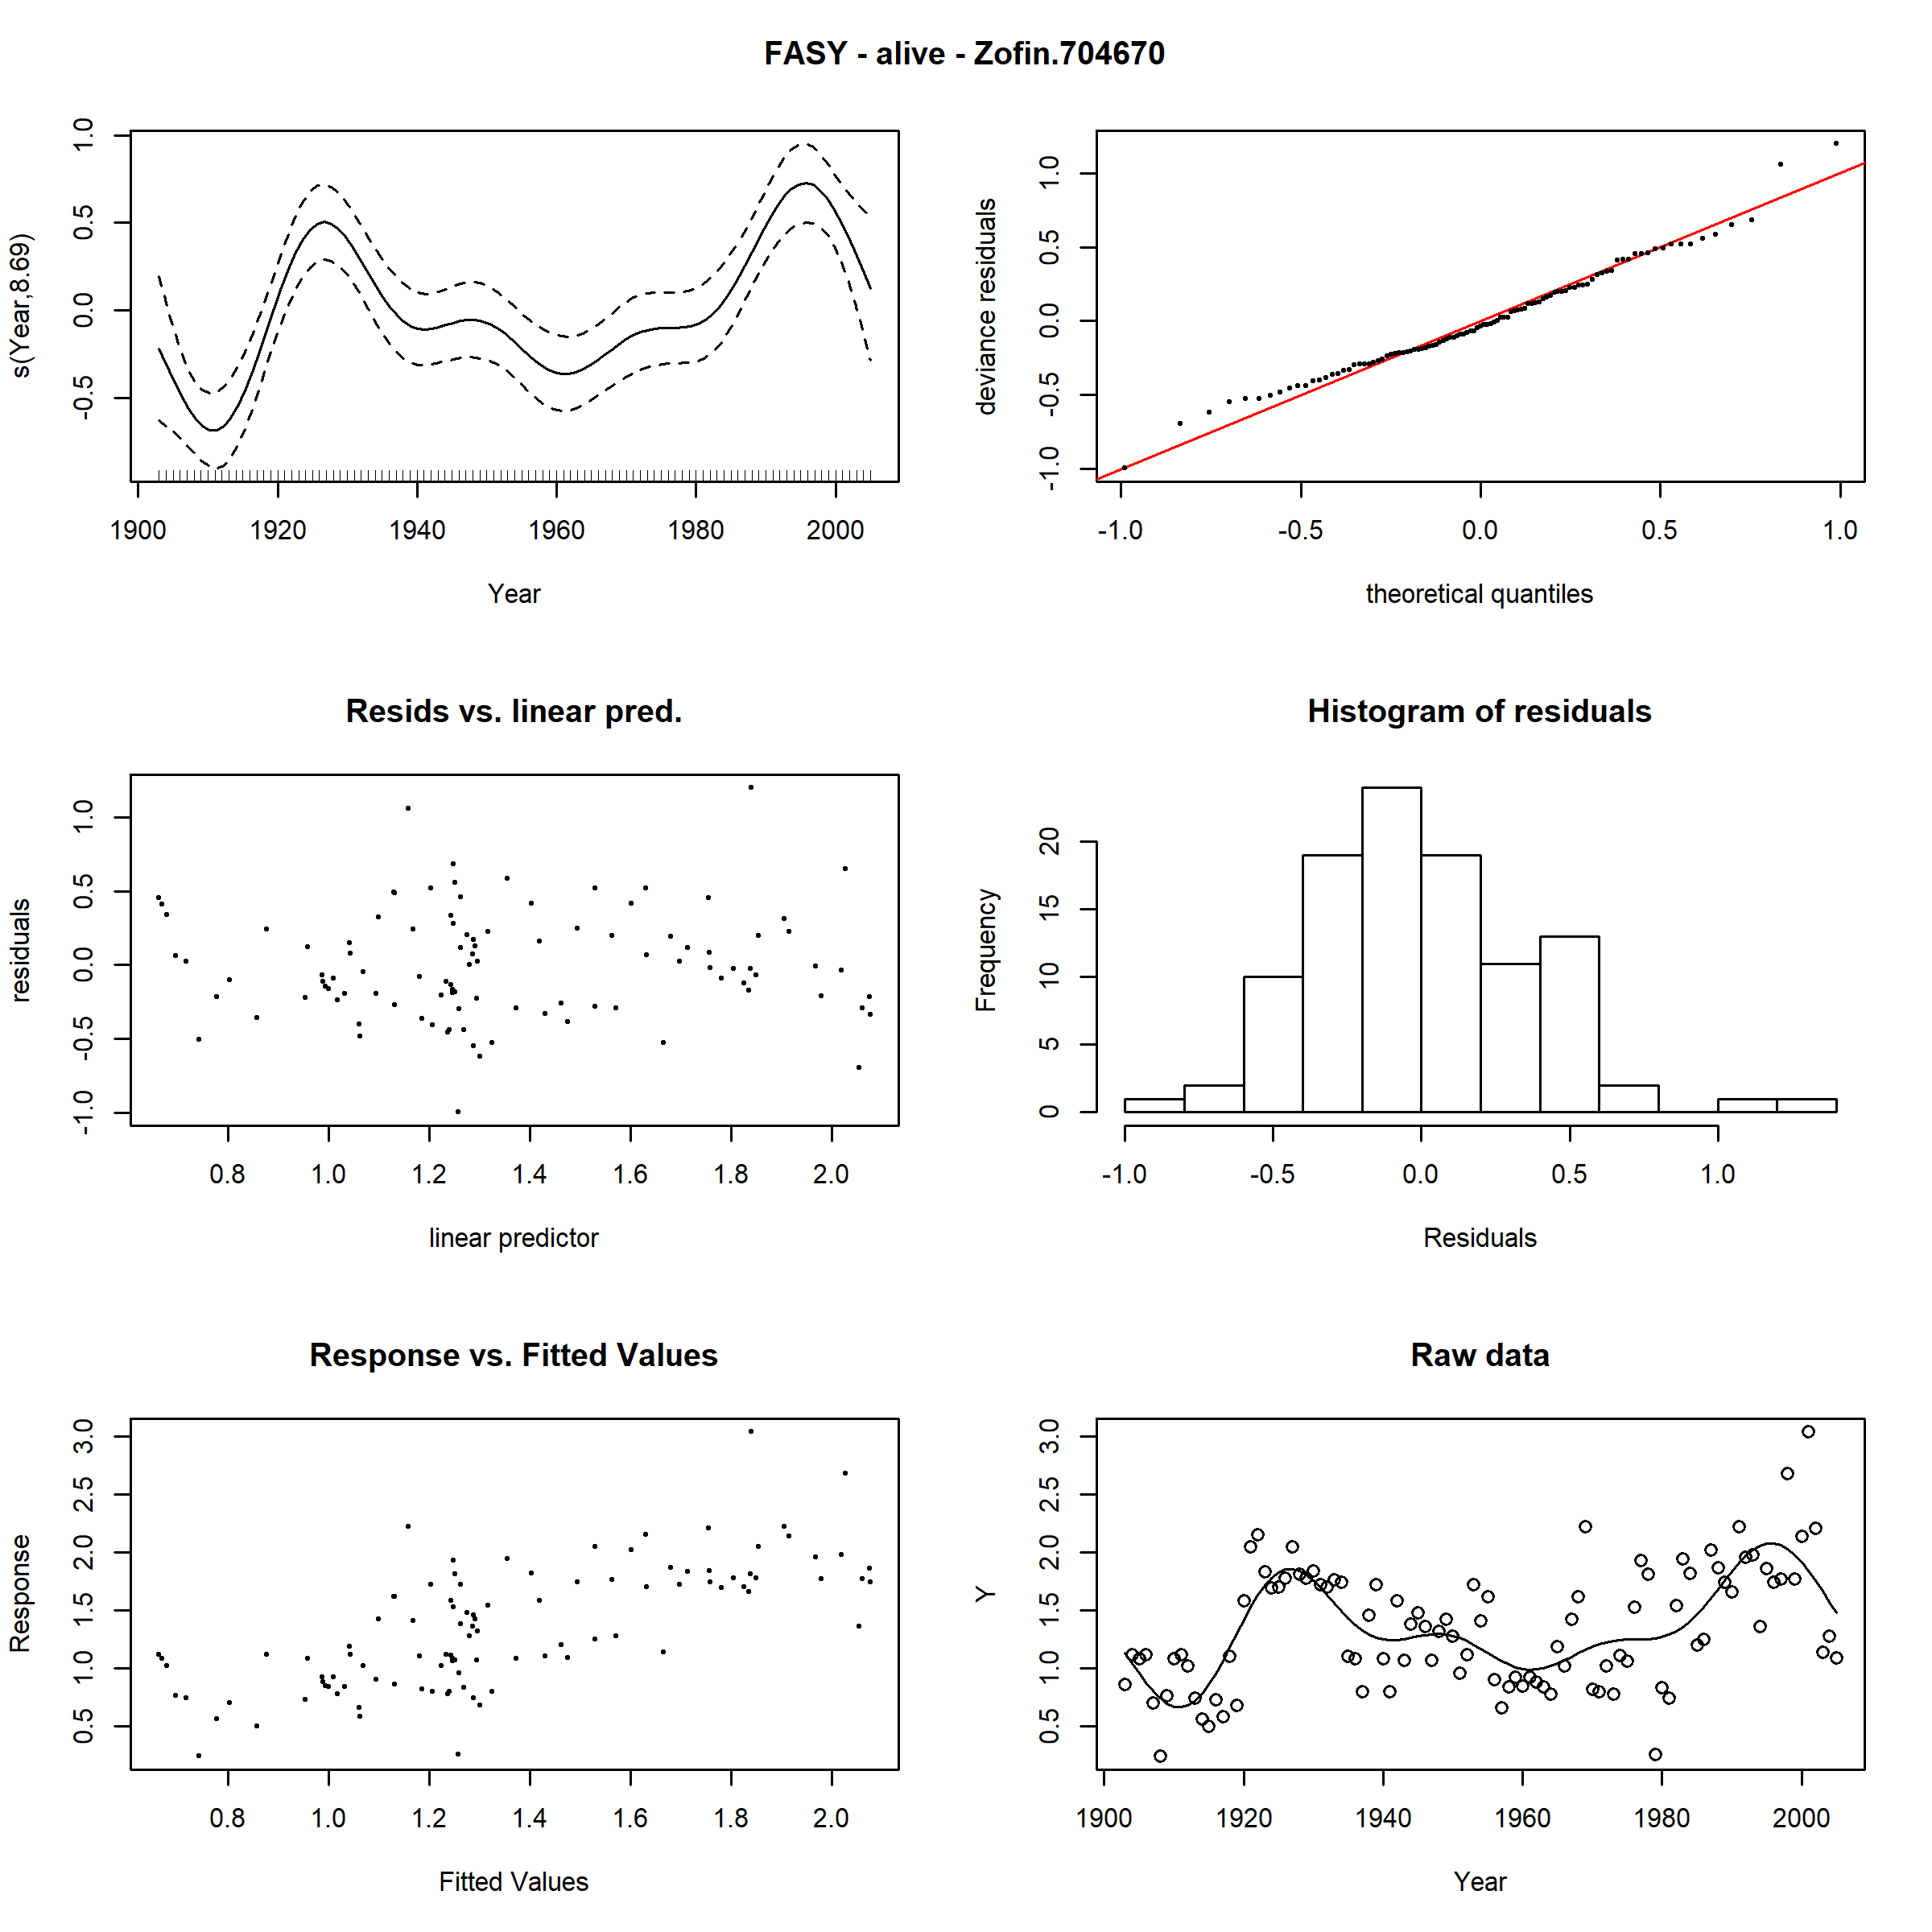 FASY - alive - Zofin.704670
s(Year,8.69)
-0.5 0.0 0.5 1.0
1900 1920 1940 1960 1980 2000
Year
deviance residuals
-1.0 -0.5 0.0 0.5 1.0
-1.0 -0.5 0.0 0.5 1.0
theoretical quantiles
Resids vs. linear pred.
residuals
-1.0 -0.5 0.0 0.5 1.0
0.8 1.0 1.2 1.4 1.6 1.8 2.0
linear predictor
Histogram of residuals
Frequency
0 5 10 15 20
-1.0 -0.5 0.0 0.5 1.0
Residuals
Response vs. Fitted Values
Response
0.5 1.0 1.5 2.0 2.5 3.0
0.8 1.0 1.2 1.4 1.6 1.8 2.0
Fitted Values
Raw data
Y
0.5 1.0 1.5 2.0 2.5 3.0
1900 1920 1940 1960 1980 2000
Year